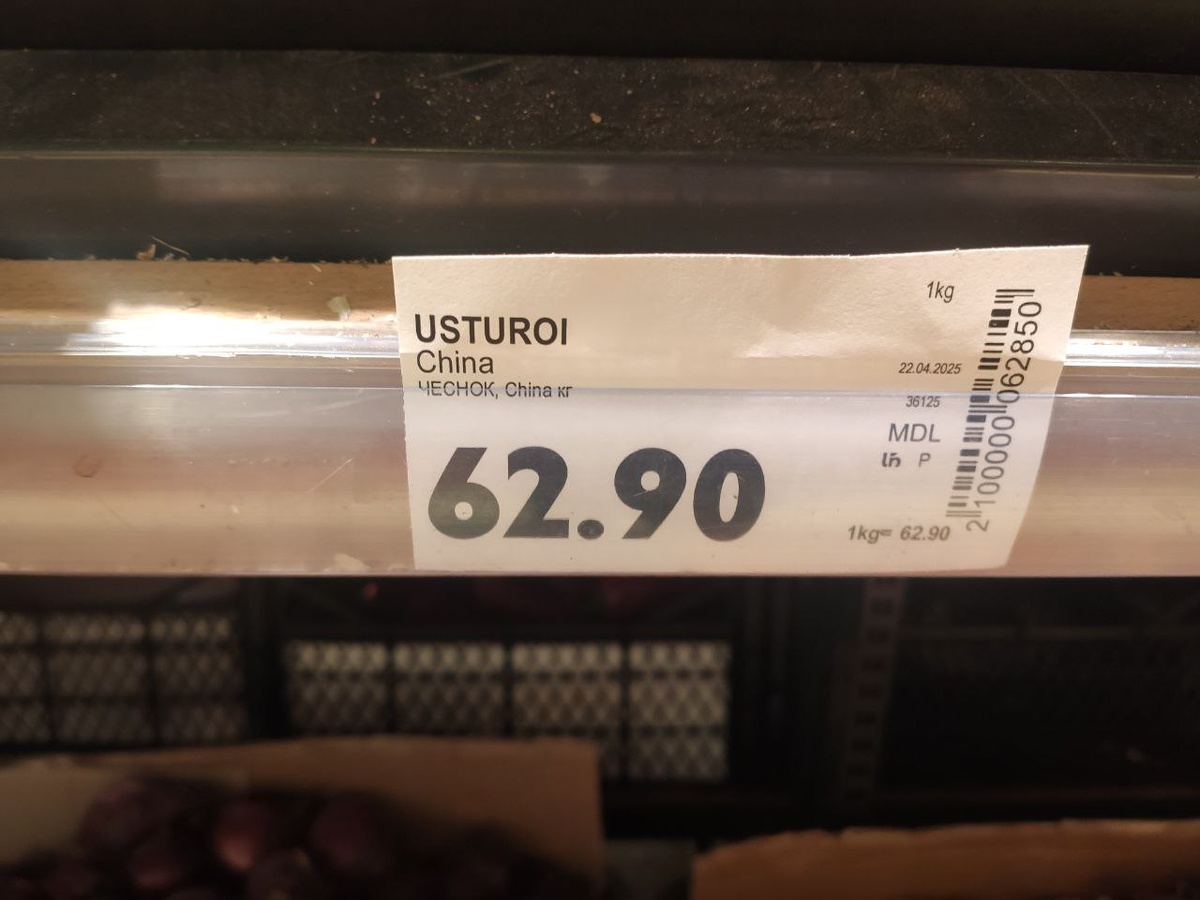 1kg
USTUROI
China
ЧЕСНОК, China кг
22.04.2025
36125
MDL
P
62.90
1kg= 62.90
2100000062850